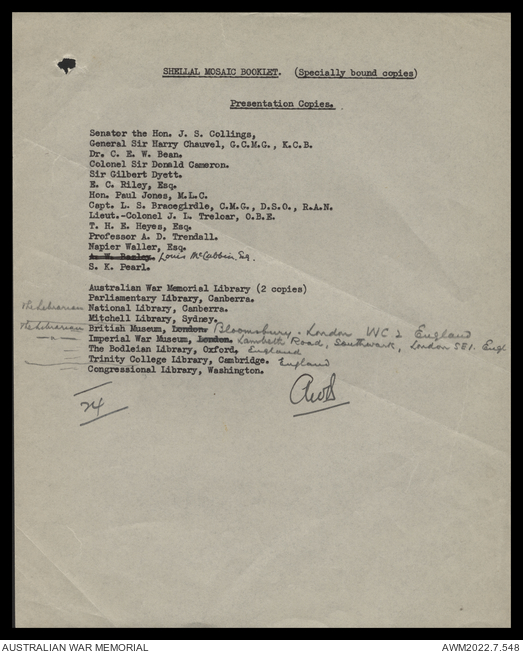 SHELLAL MOSAIC BOOKLET. (Specially bound copies)
Presentation Copies.
Senator the Hon. J. S. Collings,
General Sir Harry Chauvel, G.C.M.G., K.C.B.
Dr. C. E. W. Bean.
Colonel Sir Donald Cameron.
Sir Gilbert Dyett.
E. C. Riley, Esq.
Hon. Paul Jones, M.L.C.
Capt. L. S. Bracegirdle, C.M.G., D.S.O., R.A.N.
Lieut.-Colonel J. L. Treloar, O.B.E.
T. H. E. Heyes, Esq.
Professor A. D. Trendall.
Napier Waller, Esq.
Louis McCubbin Esq.
S. K. Pearl.
Australian War Memorial Library (2 copies)
Parliamentary Library, Canberra.
The Librarian National Library, Canberra.
Mitchell Library, Sydney.
The Librarian British Museum, London. Bloomsbury. London WC 2 England
Imperial War Museum, London. Lambeth Road, Southwark, London SE1. Engl
The Bodleian Library, Oxford. England
Trinity College Library, Cambridge. England
Congressional Library, Washington.
24
AUSTRALIAN WAR MEMORIAL
AWM2022.7.548